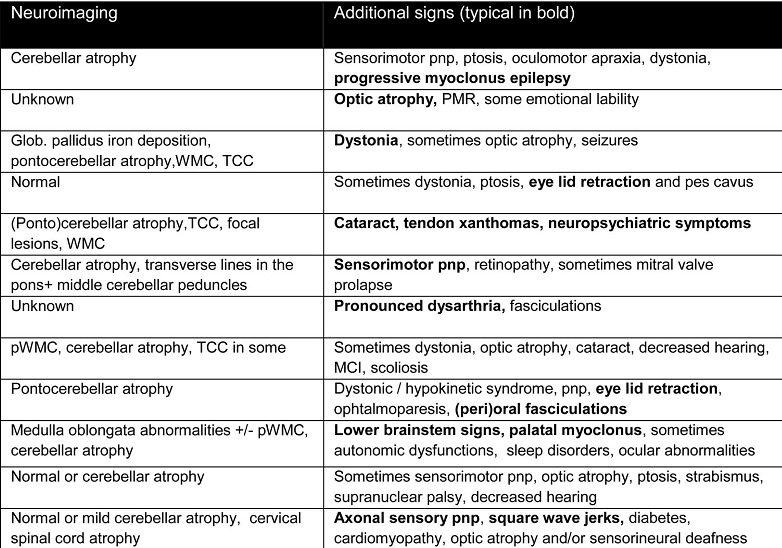 Neuroimaging
Additional signs (typical in bold)
Cerebellar atrophy
Sensorimotor pnp, ptosis, oculomotor apraxia, dystonia,
progressive myoclonus epilepsy
Unknown
Optic atrophy, PMR, some emotional lability
Glob. pallidus iron deposition,
pontocerebellar atrophy,WMC, TCC
Dystonia, sometimes optic atrophy, seizures
Normal
Sometimes dystonia, ptosis, eye lid retraction and pes cavus
(Ponto)cerebellar atrophy,TCC, focal
lesions, WMC
Cataract, tendon xanthomas, neuropsychiatric symptoms
Cerebellar atrophy, transverse lines in the
pons+ middle cerebellar peduncles
Sensorimotor pnp, retinopathy, sometimes mitral valve
prolapse
Unknown
Pronounced dysarthria, fasciculations
pWMC, cerebellar atrophy, TCC in some
Sometimes dystonia, optic atrophy, cataract, decreased hearing,
MCI, scoliosis
Pontocerebellar atrophy
Dystonic / hypokinetic syndrome, pnp, eye lid retraction,
ophtalmoparesis, (peri)oral fasciculations
Medulla oblongata abnormalities +/- pWMC,
cerebellar atrophy
Lower brainstem signs, palatal myoclonus, sometimes
autonomic dysfunctions, sleep disorders, ocular abnormalities
Normal or cerebellar atrophy
Sometimes sensorimotor pnp, optic atrophy, ptosis, strabismus,
supranuclear palsy, decreased hearing
Normal or mild cerebellar atrophy, cervical
spinal cord atrophy
Axonal sensory pnp, square wave jerks, diabetes,
cardiomyopathy, optic atrophy and/or sensorineural deafness